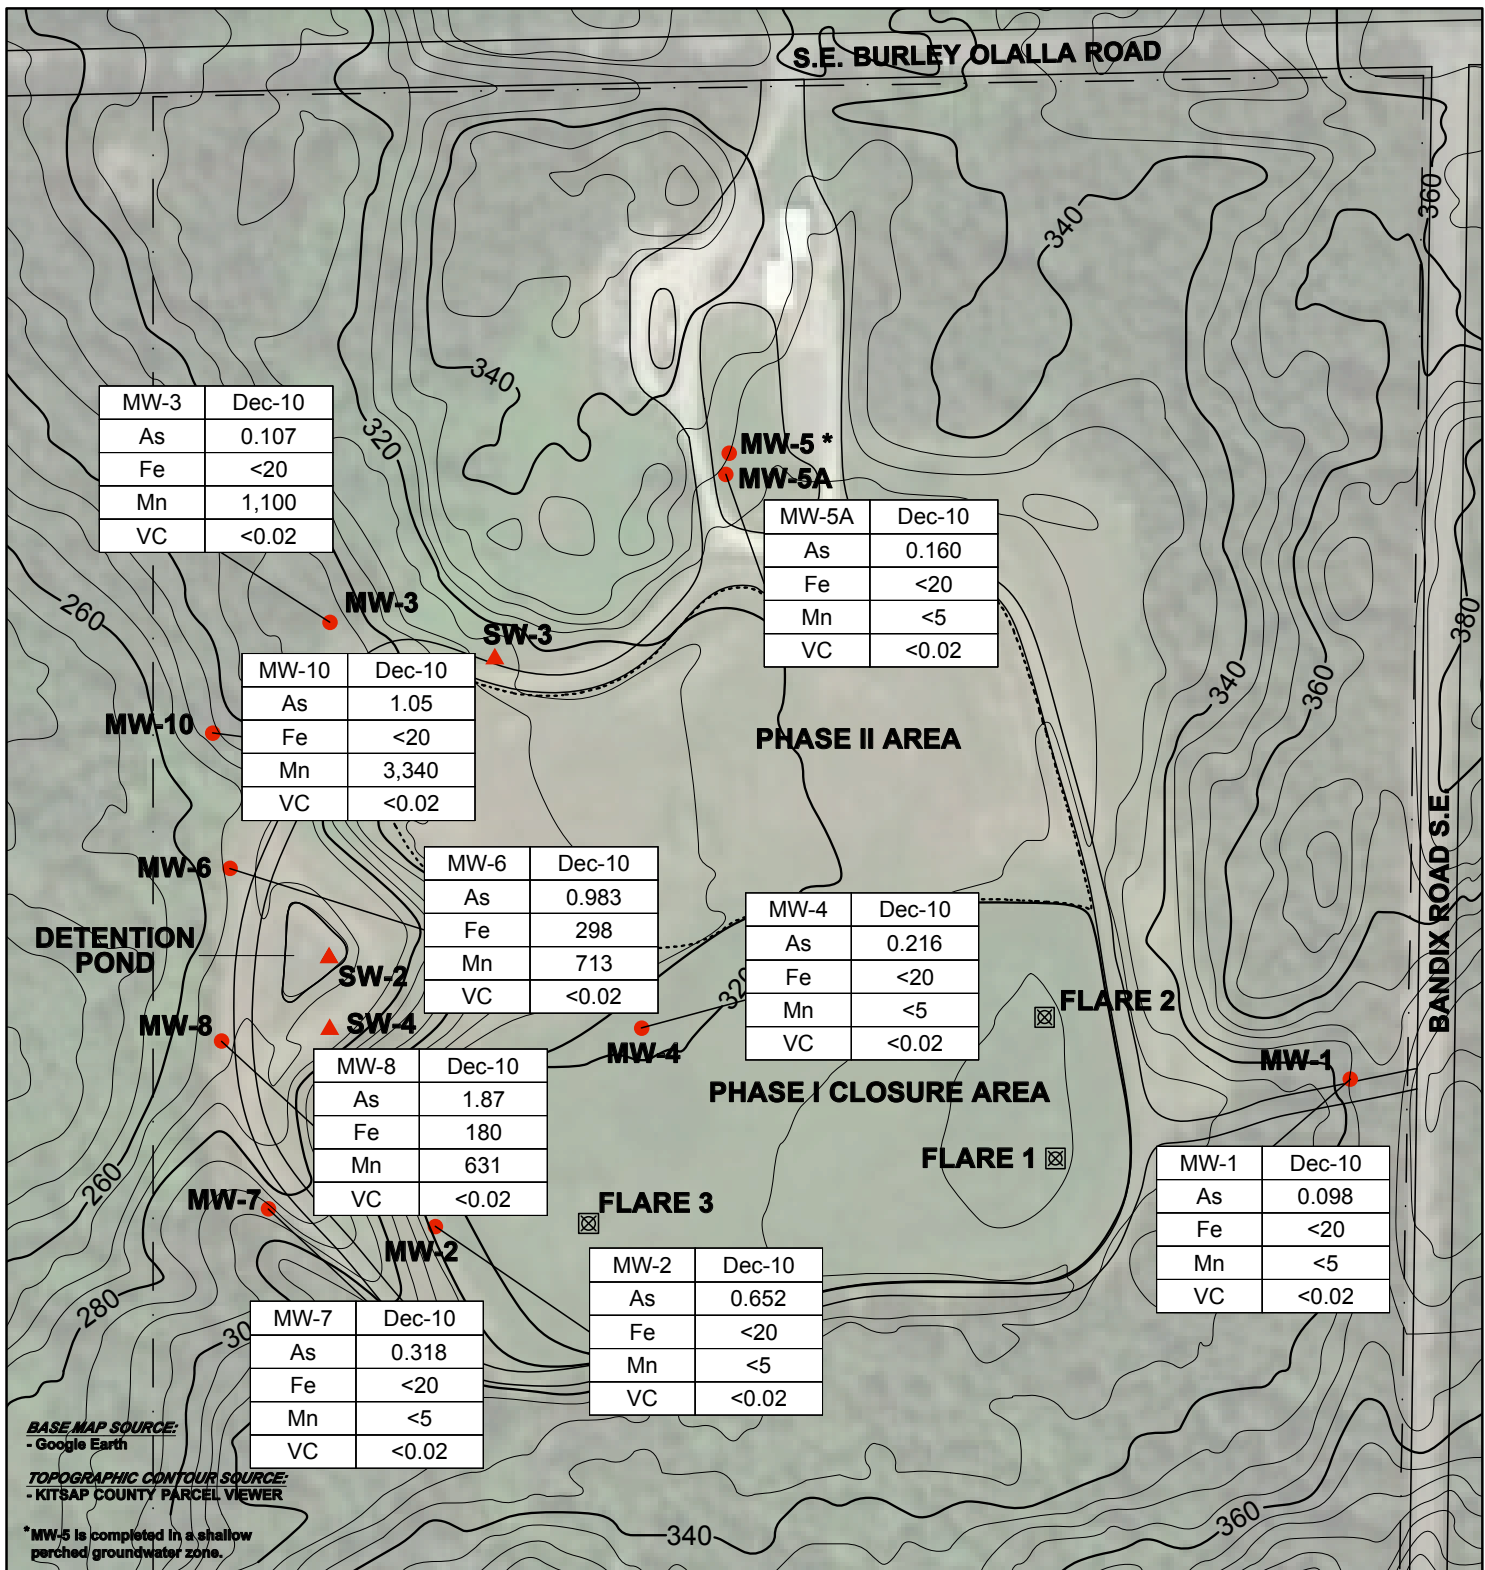 S.E. BURLEY OLALLA ROAD
360
340
340
320
MW-3 Dec-10
As 0.107
Fe <20
Mn 1,100
VC <0.02
MW-5 *
MW-5A
MW-5A Dec-10
As 0.160
Fe <20
Mn <5
VC <0.02
260
MW-3
SW-3
380
340
360
MW-10 Dec-10
As 1.05
Fe <20
Mn 3,340
VC <0.02
MW-10
PHASE II AREA
BANDIX ROAD S.E.
MW-6
MW-6 Dec-10
As 0.983
Fe 298
Mn 713
VC <0.02
DETENTION
POND
SW-2
MW-4 Dec-10
As 0.216
Fe <20
Mn <5
VC <0.02
320
FLARE 2
MW-8
SW-4
MW-4
MW-1
MW-8 Dec-10
As 1.87
Fe 180
Mn 631
VC <0.02
PHASE I CLOSURE AREA
FLARE 1
260
MW-7
FLARE 3
MW-2
MW-1 Dec-10
As 0.098
Fe <20
Mn <5
VC <0.02
MW-2 Dec-10
As 0.652
Fe <20
Mn <5
VC <0.02
280
30
MW-7 Dec-10
As 0.318
Fe <20
Mn <5
VC <0.02
BASE MAP SOURCE:
- Google Earth
TOPOGRAPHIC CONTOUR SOURCE:
- KITSAP COUNTY PARCEL VIEWER
*MW-5 is completed in a shallow
perched groundwater zone.
340
360